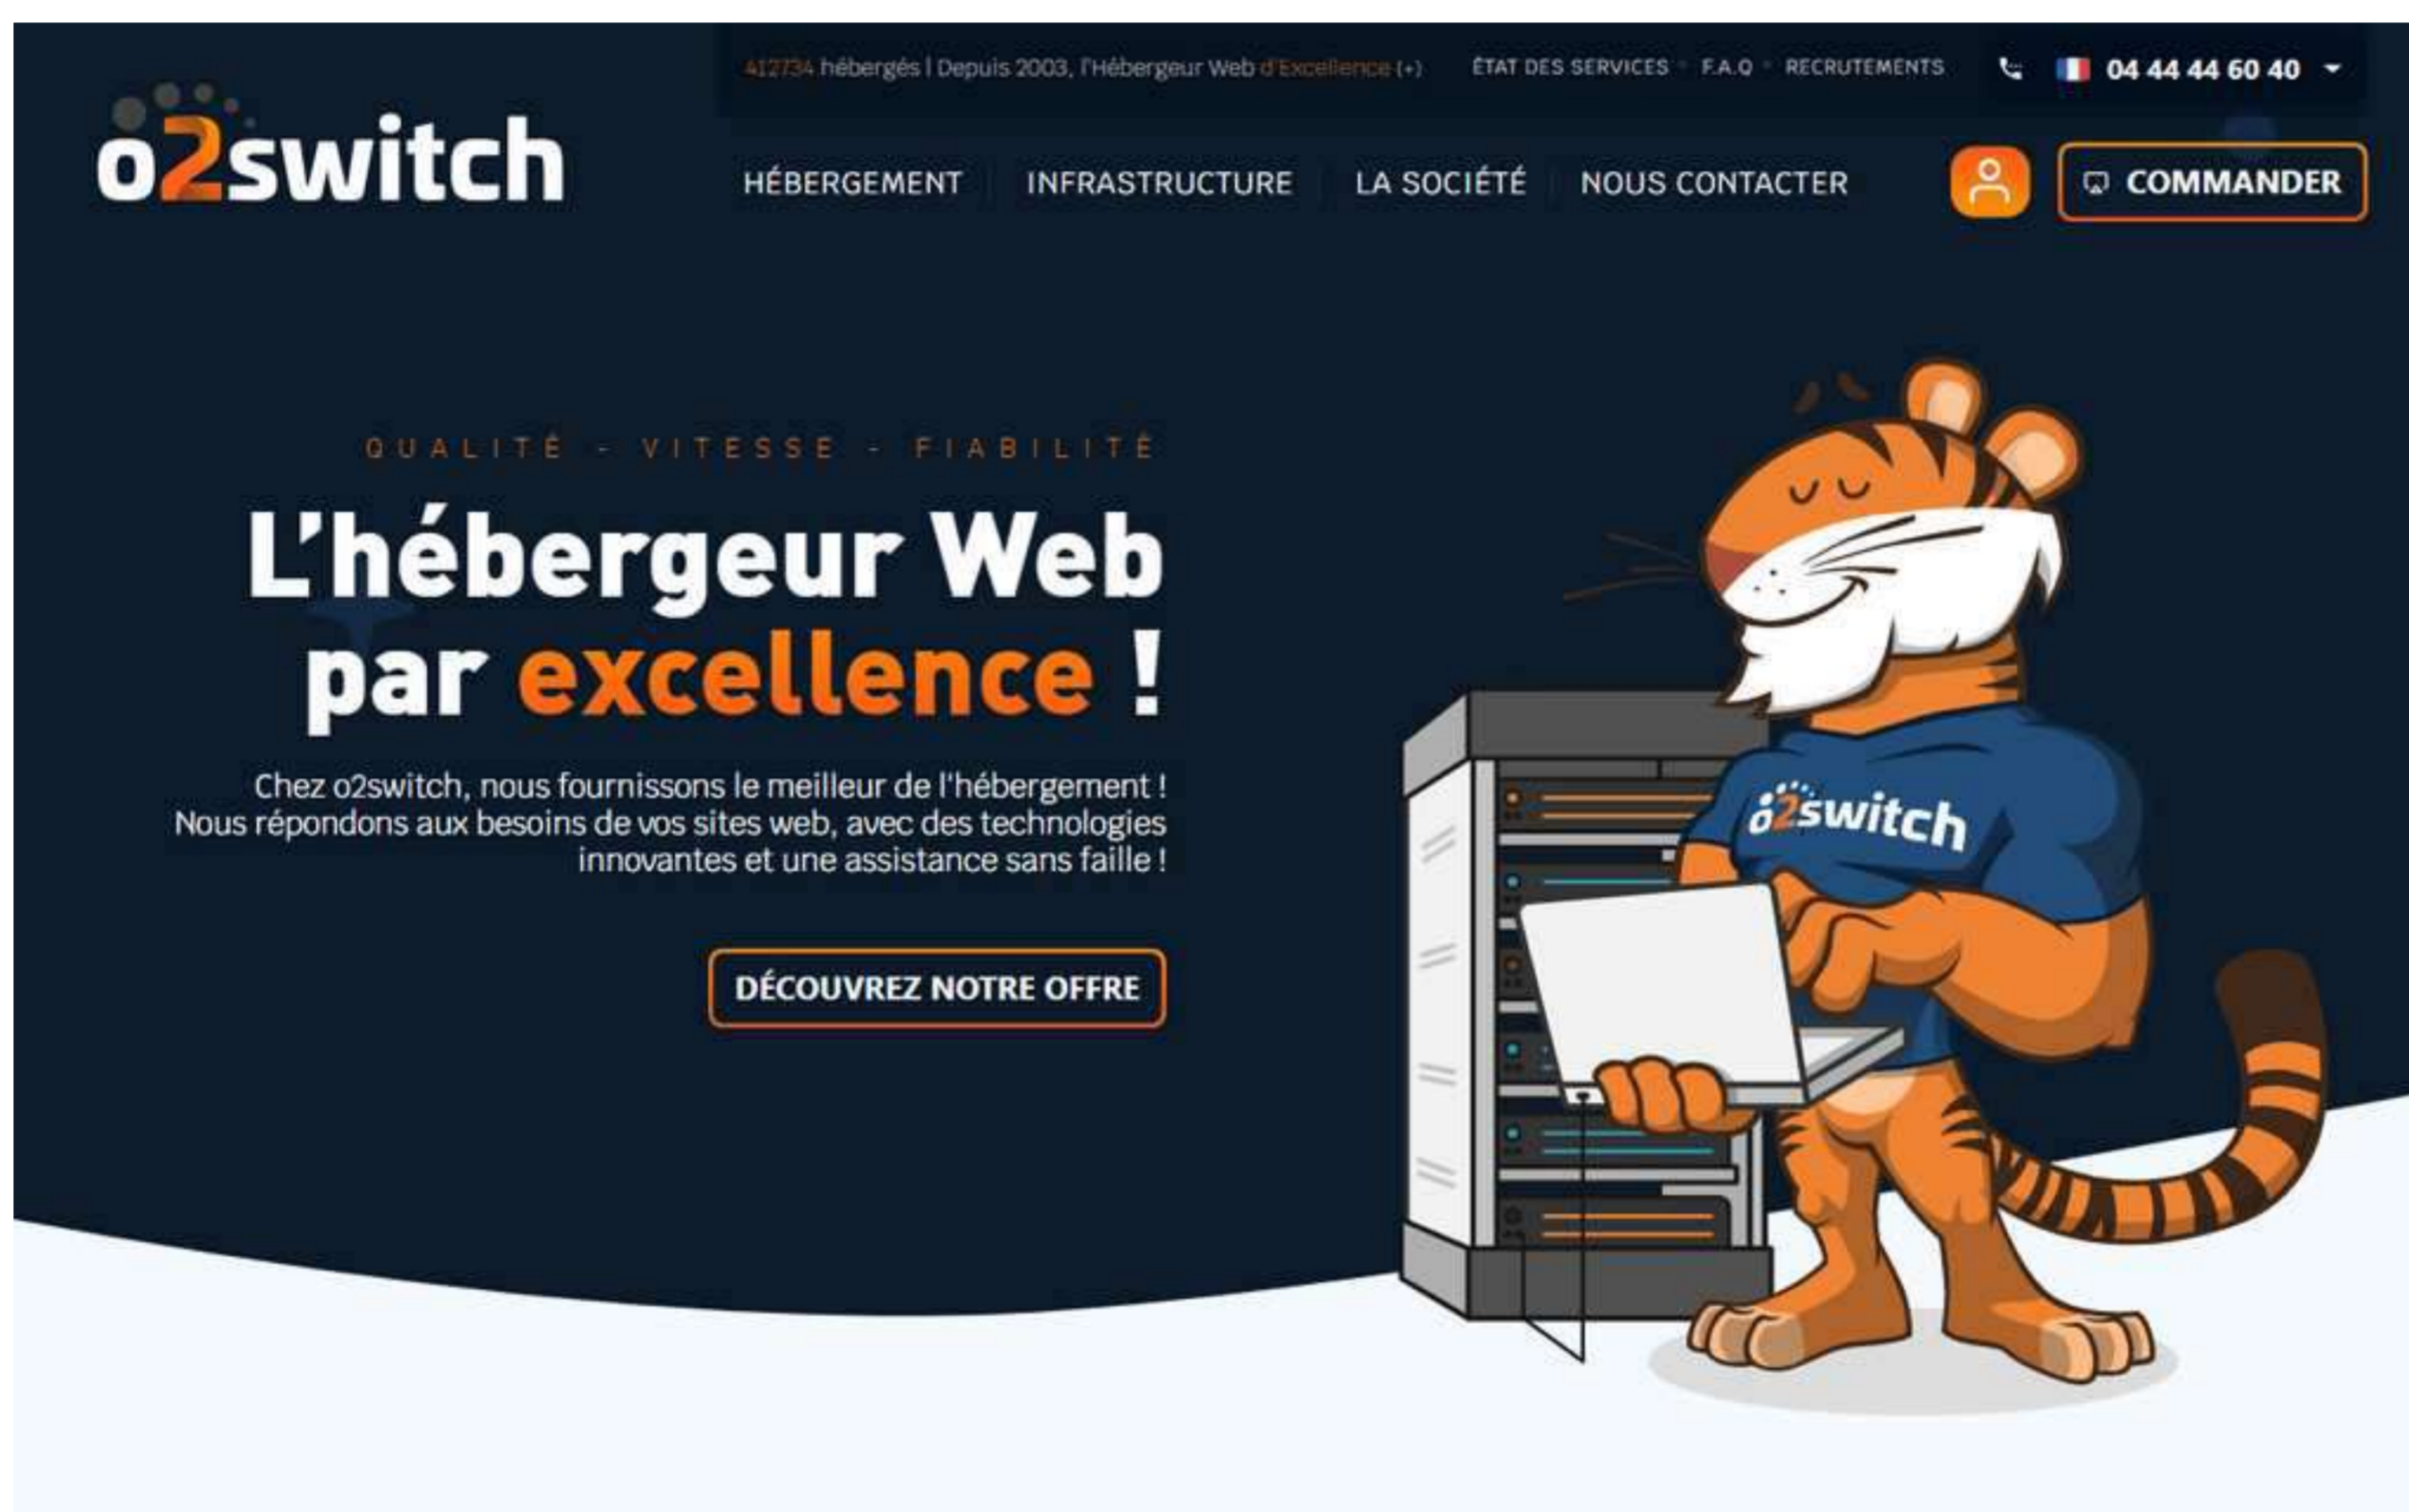 412734 hébergés | Depuis 2003, l'Hébergeur Web d'Excellence (+)
ÉTAT DES SERVICES
F.A.Q
RECRUTEMENTS
04 44 44 60 40
o2switch
HÉBERGEMENT
INFRASTRUCTURE
LA SOCIÉTÉ
NOUS CONTACTER
COMMANDER
QUALITÉ - VITESSE - FIABILITÉ
L'hébergeur Web
par excellence !
Chez o2switch, nous fournissons le meilleur de l'hébergement !
Nous répondons aux besoins de vos sites web, avec des technologies
innovantes et une assistance sans faille !
DÉCOUVREZ NOTRE OFFRE
o2switch